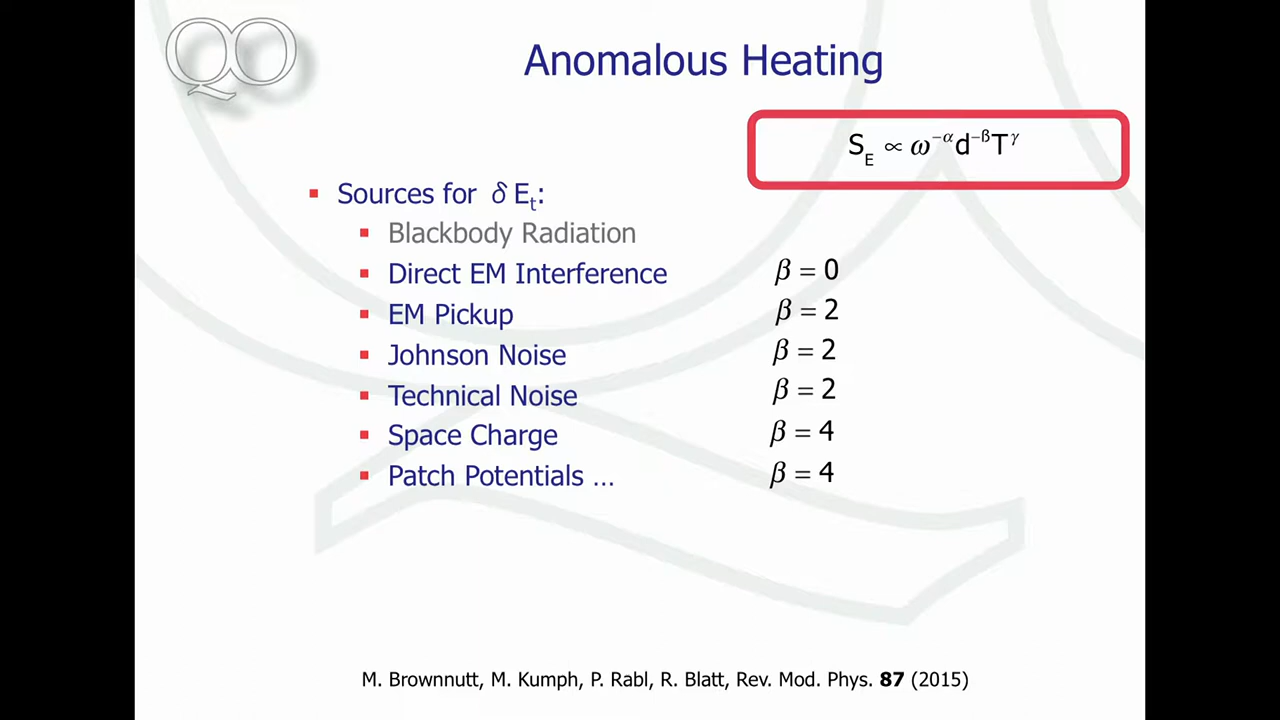 QO
Anomalous Heating
S_E ∝ ω^−α d^−β T^γ
Sources for δE_t:
Blackbody Radiation
Direct EM Interference β = 0
EM Pickup β = 2
Johnson Noise β = 2
Technical Noise β = 2
Space Charge β = 4
Patch Potentials … β = 4
M. Brownnutt, M. Kumph, P. Rabl, R. Blatt, Rev. Mod. Phys. 87 (2015)